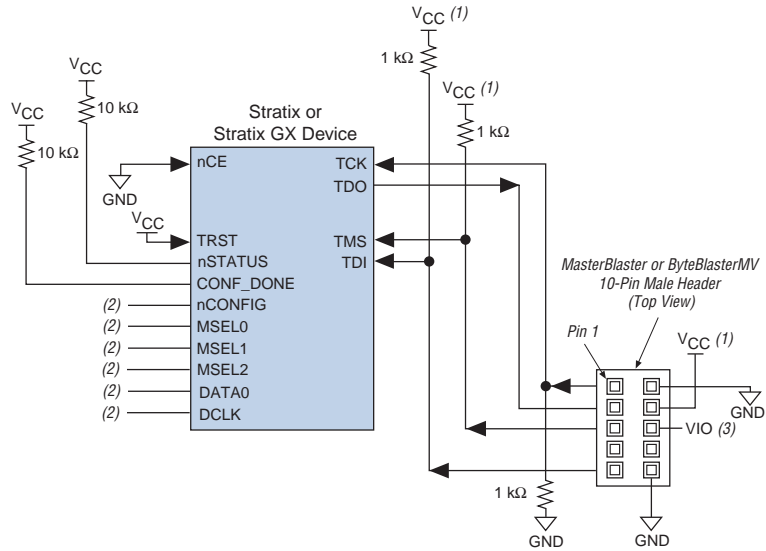 VCC (1)
1 kΩ
VCC (1)
1 kΩ
VCC
10 kΩ
VCC
10 kΩ
Stratix or
Stratix GX Device
nCE
TCK
TDO
GND
VCC
TRST
TMS
nSTATUS
TDI
CONF_DONE
(2) nCONFIG
(2) MSEL0
(2) MSEL1
(2) MSEL2
(2) DATA0
(2) DCLK
MasterBlaster or ByteBlasterMV
10-Pin Male Header
(Top View)
Pin 1
VCC (1)
GND
VIO (3)
1 kΩ
GND
GND